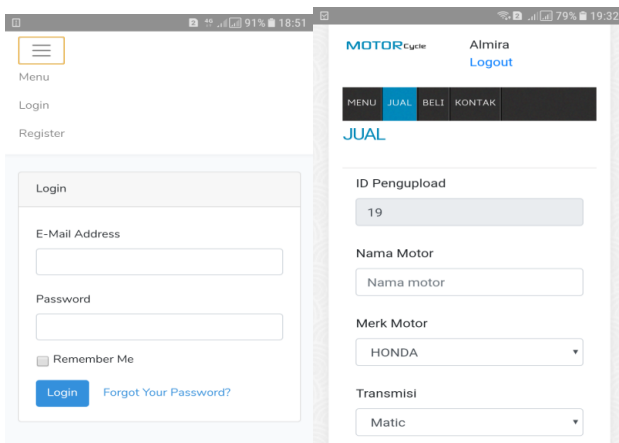 91% 18:51
Menu
Login
Register
Login
E-Mail Address
Password
Remember Me
Login Forgot Your Password?
79% 19:32
MOTORCycle Almira
Logout
MENU JUAL BELI KONTAK
JUAL
ID Pengupload
19
Nama Motor
Nama motor
Merk Motor
HONDA
Transmisi
Matic